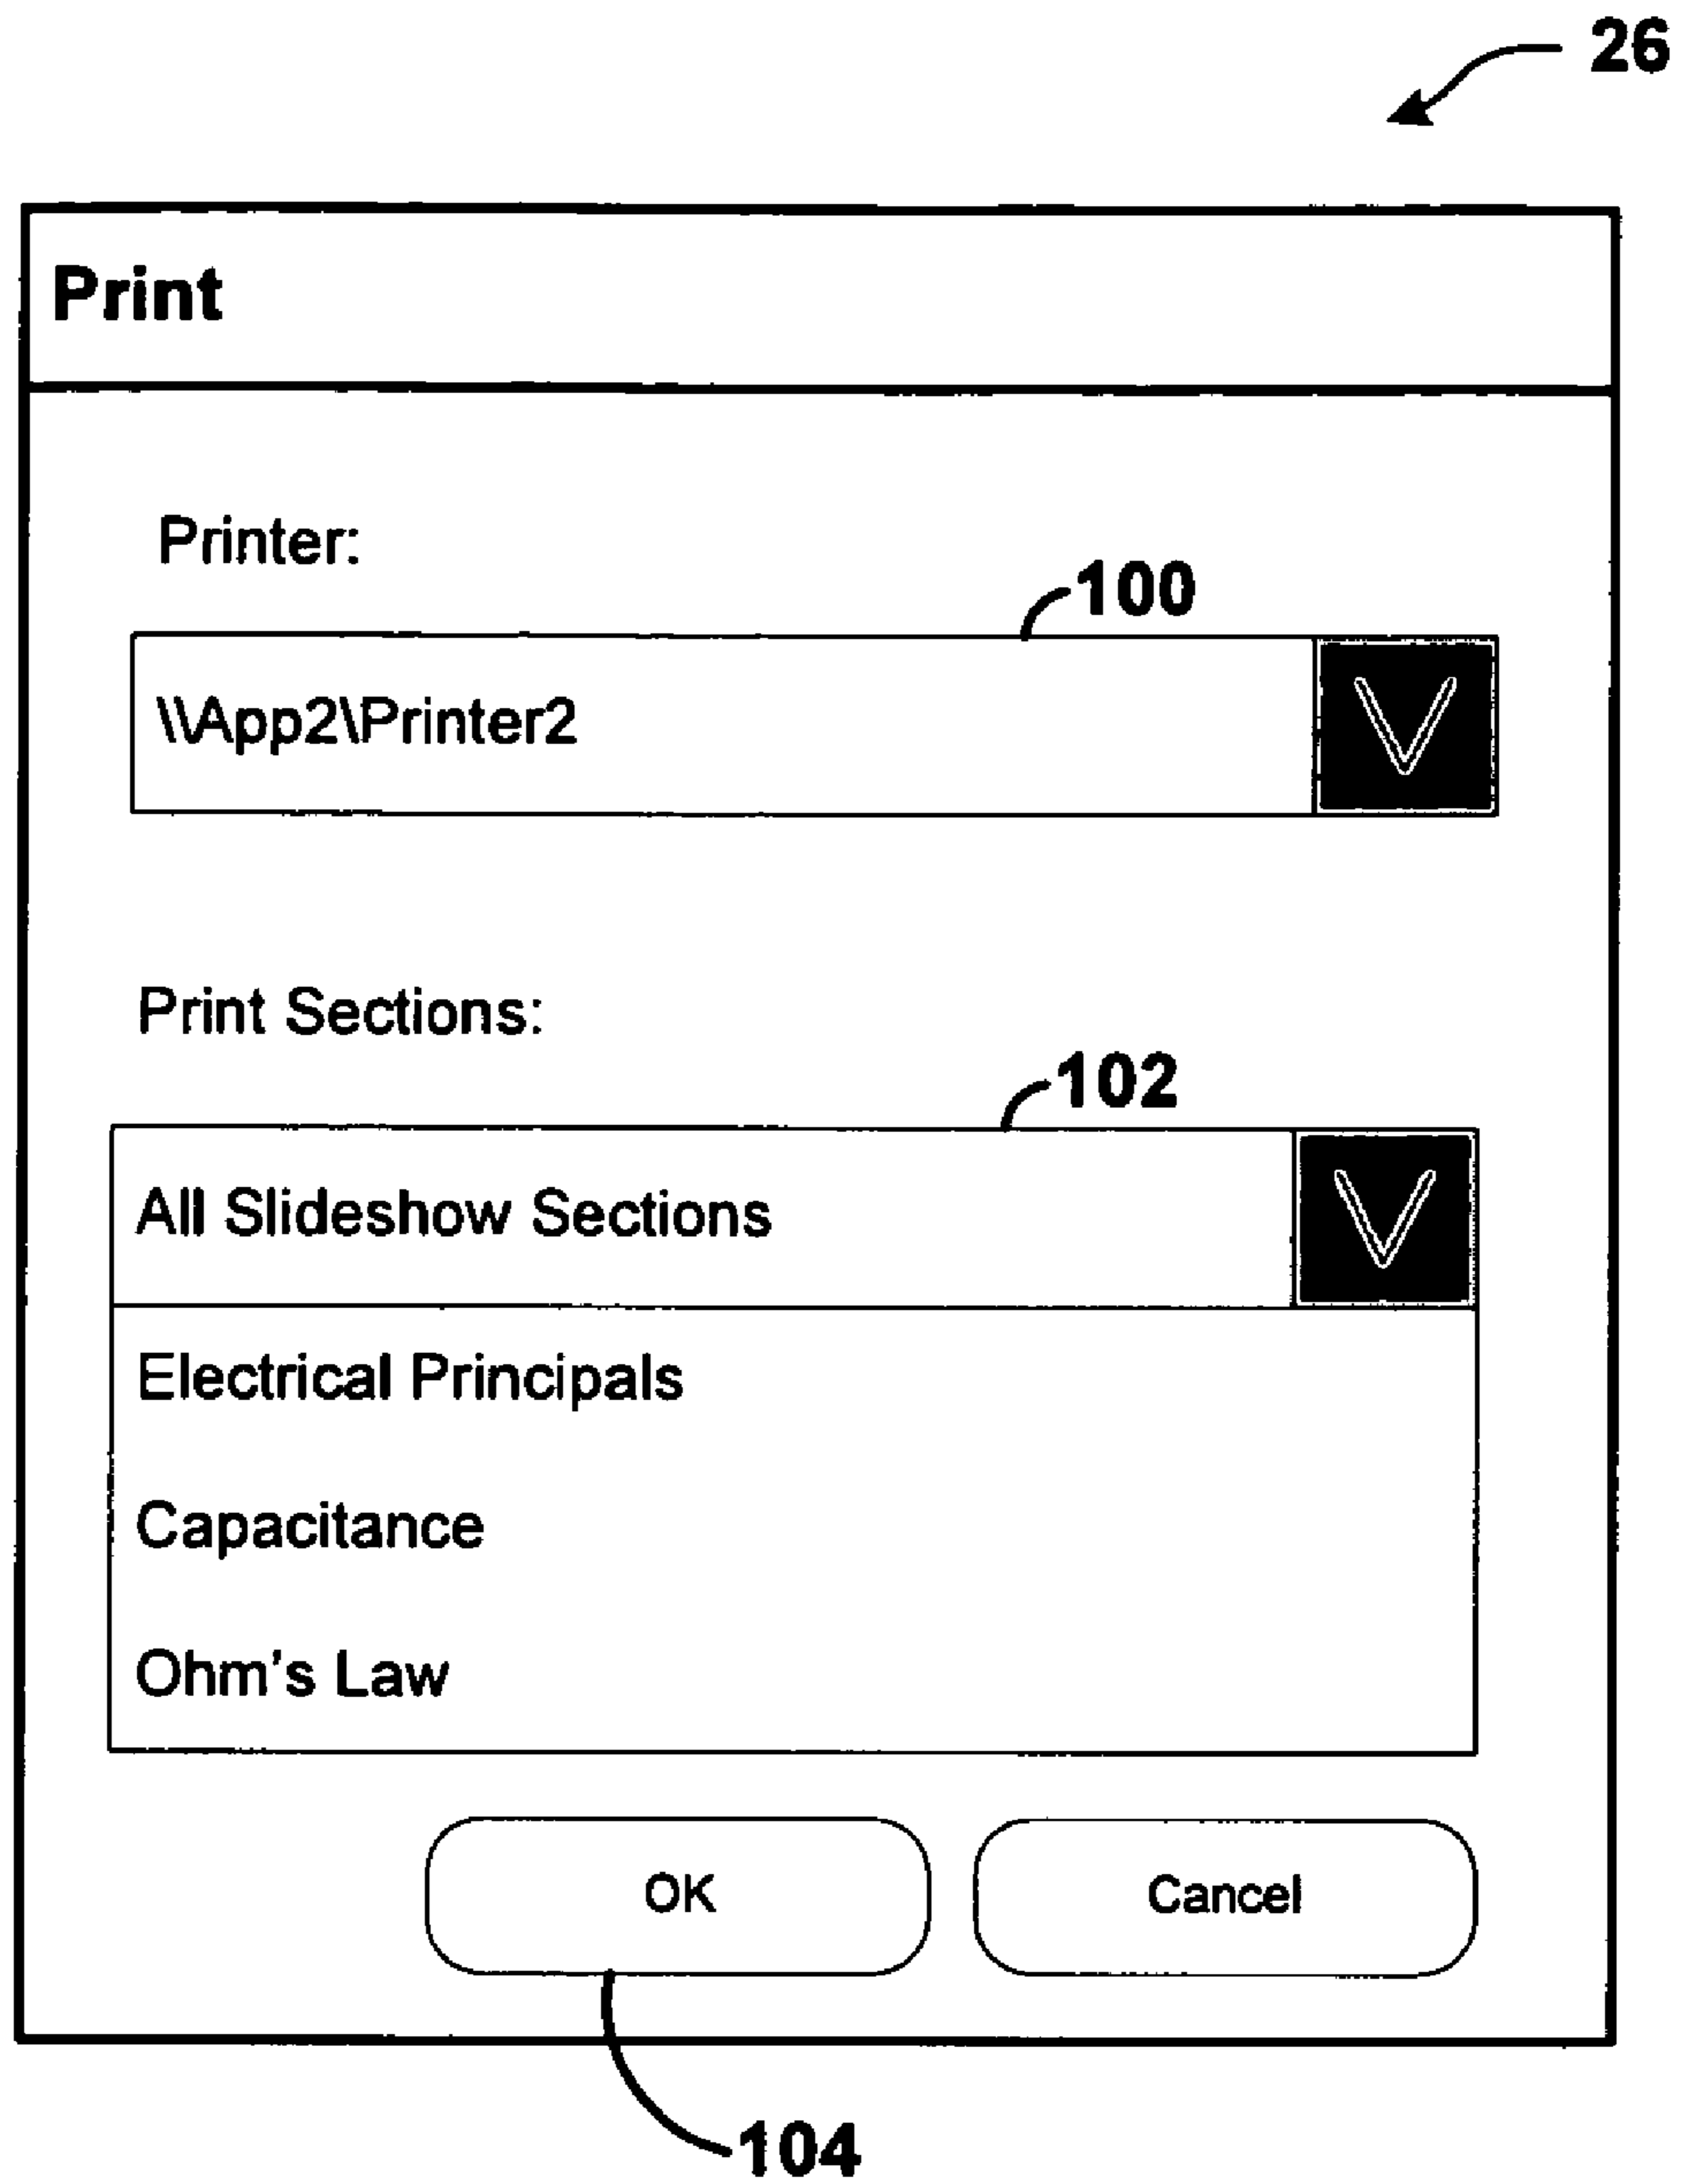 26
Print
Printer:
100
\\App2\Printer2
Print Sections:
102
All Slideshow Sections
Electrical Principals
Capacitance
Ohm's Law
OK Cancel
104